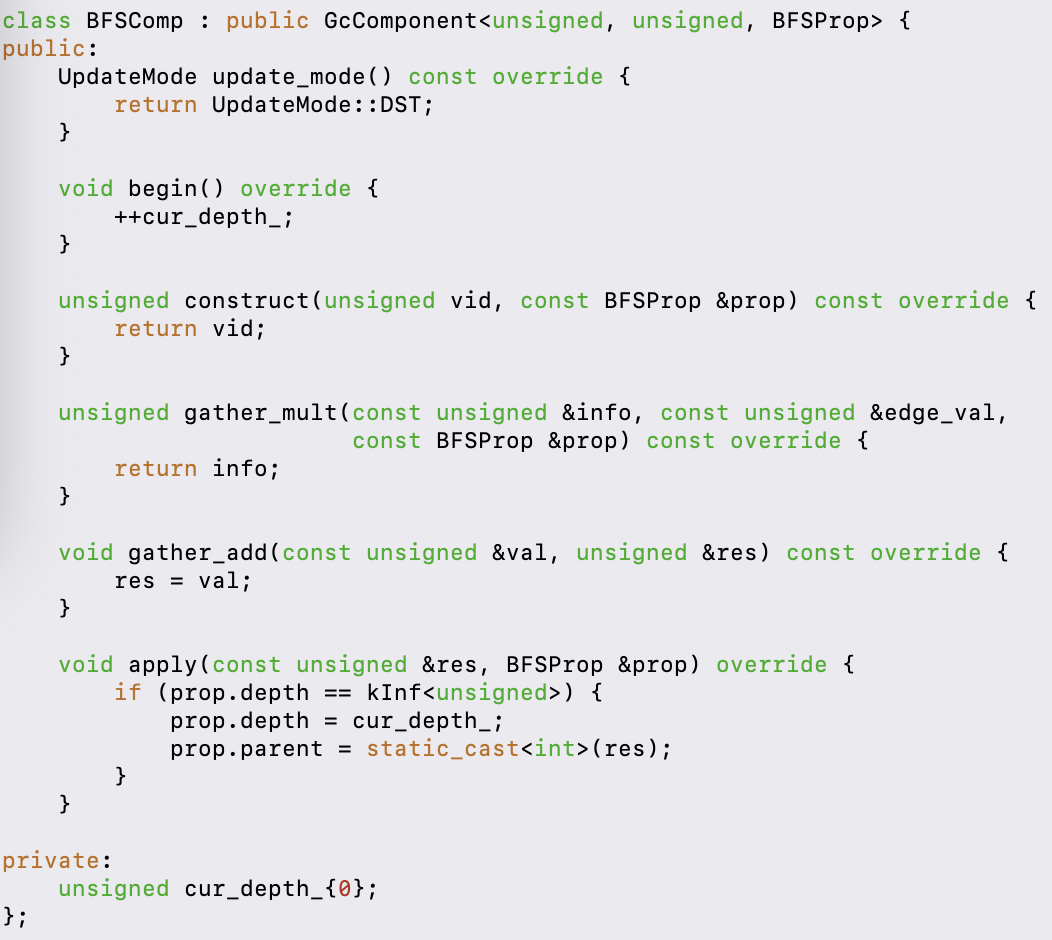 class BFSComp : public GcComponent<unsigned, unsigned, BFSProp> {
public:
    UpdateMode update_mode() const override {
        return UpdateMode::DST;
    }

    void begin() override {
        ++cur_depth_;
    }

    unsigned construct(unsigned vid, const BFSProp &prop) const override {
        return vid;
    }

    unsigned gather_mult(const unsigned &info, const unsigned &edge_val,
                         const BFSProp &prop) const override {
        return info;
    }

    void gather_add(const unsigned &val, unsigned &res) const override {
        res = val;
    }

    void apply(const unsigned &res, BFSProp &prop) override {
        if (prop.depth == kInf<unsigned>) {
            prop.depth = cur_depth_;
            prop.parent = static_cast<int>(res);
        }
    }

private:
    unsigned cur_depth_{0};
};